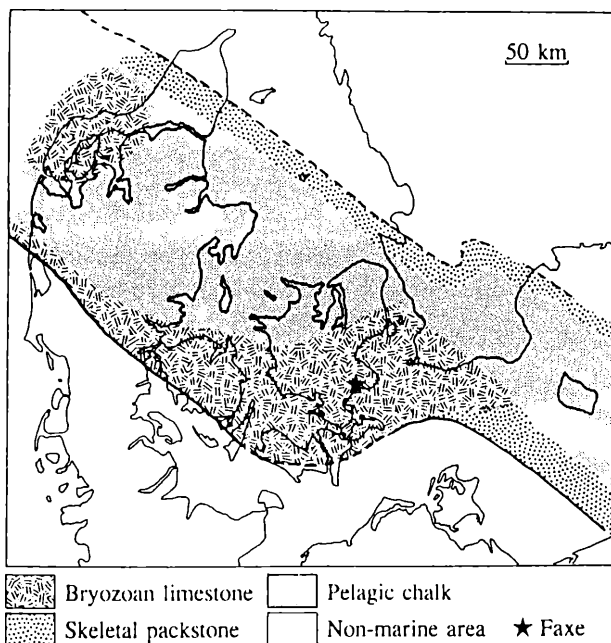 50 km
Bryozoan limestone
Pelagic chalk
Skeletal packstone
Non-marine area
★ Faxe